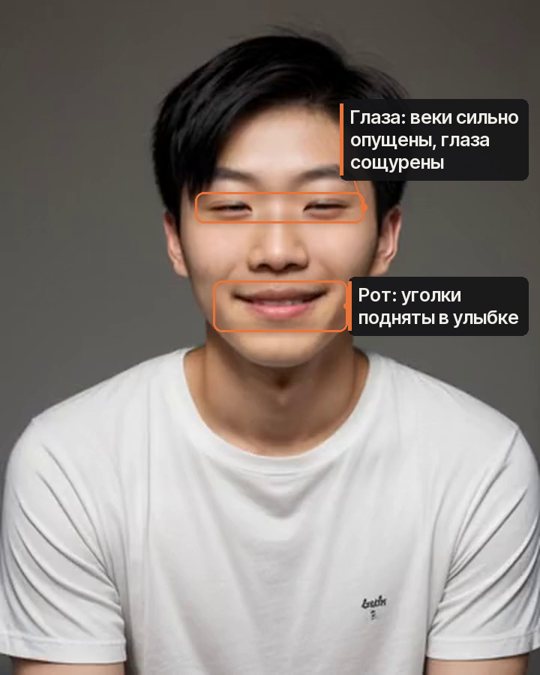 Глаза: веки сильно
опущены, глаза
сощурены
Рот: уголки
подняты в улыбке